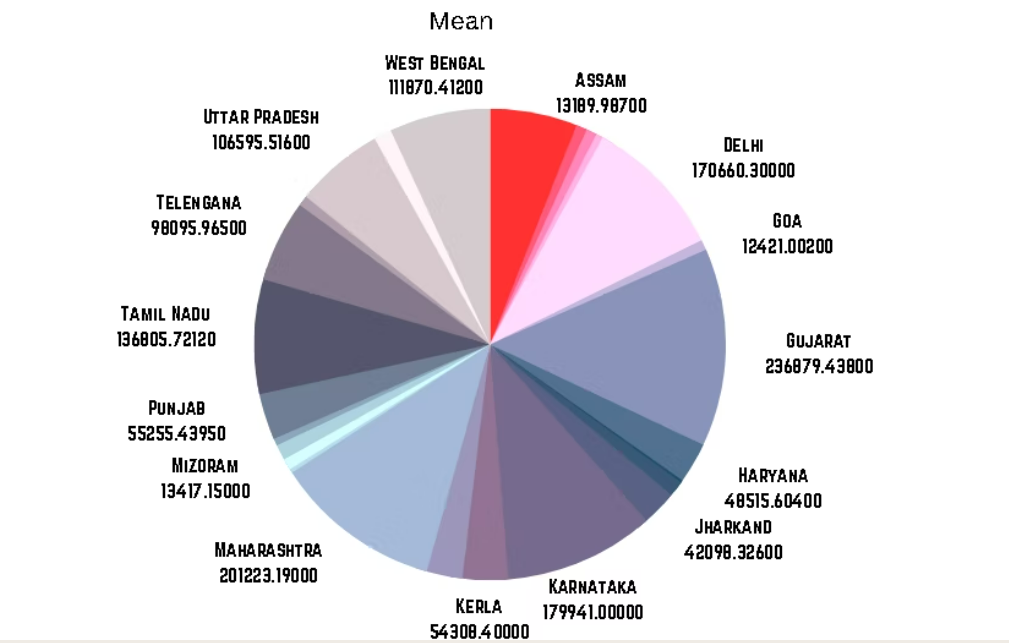 Mean
WEST BENGAL
111870.41200
ASSAM
13189.98700
UTTAR PRADESH
106595.51600
DELHI
170660.30000
TELENGANA
98095.96500
GOA
12421.00200
TAMIL NADU
136805.72120
GUJARAT
236879.43800
PUNJAB
55255.43950
MIZORAM
13417.15000
HARYANA
48515.60400
JHARKAND
42098.32600
MAHARASHTRA
201223.19000
KARNATAKA
179941.00000
KERLA
54308.40000